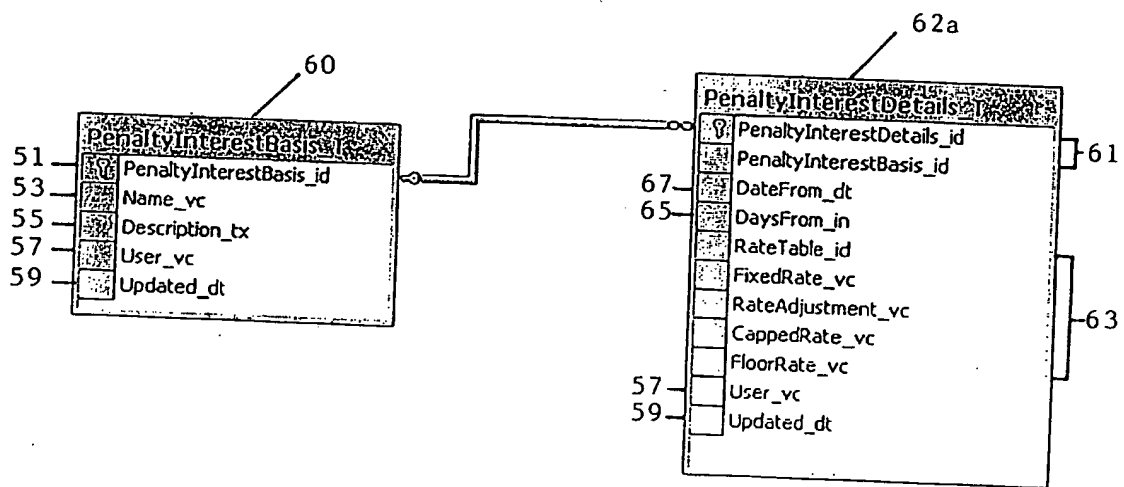 60
PenaltyInterestBasis_T
51
PenaltyInterestBasis_id
53
Name_vc
55
Description_tx
57
User_vc
59
Updated_dt
62a
PenaltyInterestDetails_T
PenaltyInterestDetails_id
PenaltyInterestBasis_id
61
67
DateFrom_dt
65
DaysFrom_in
RateTable_id
FixedRate_vc
RateAdjustment_vc
CappedRate_vc
FloorRate_vc
63
57
User_vc
59
Updated_dt